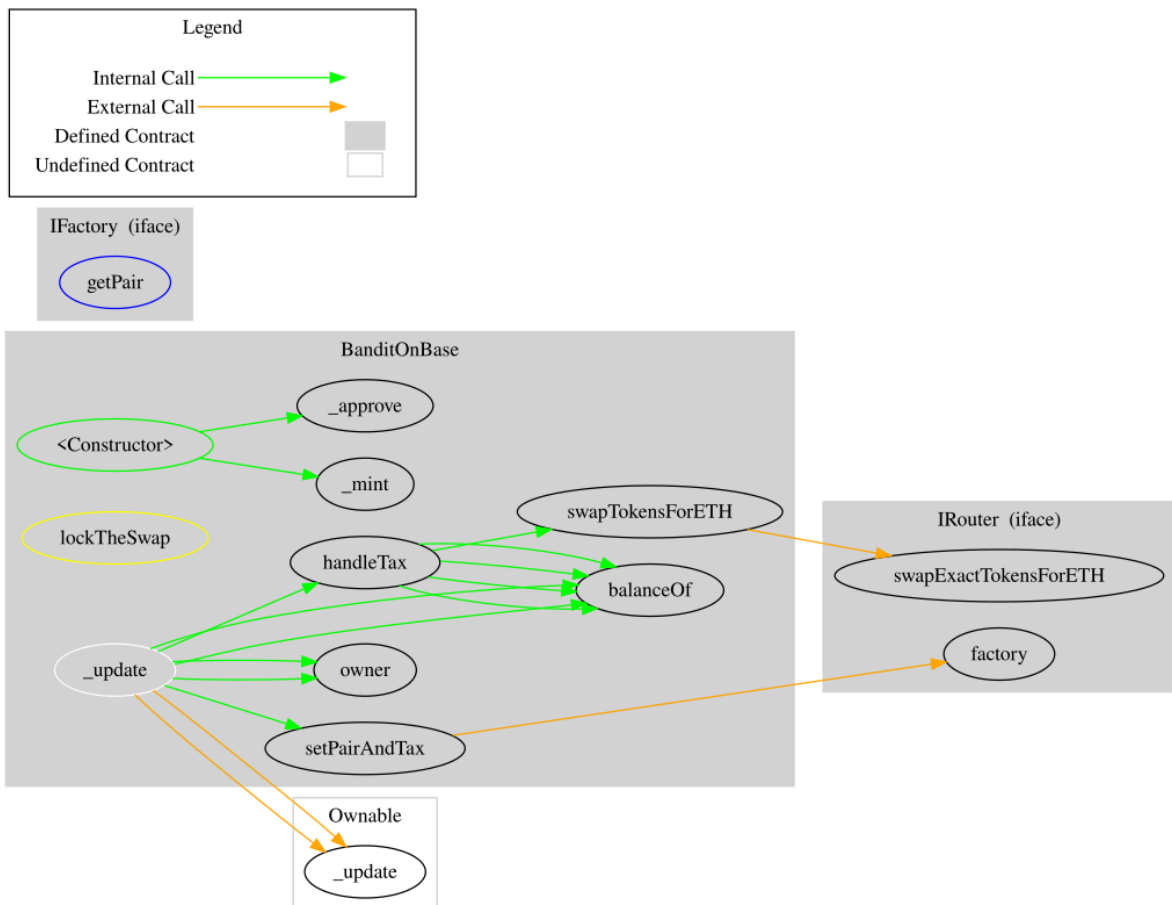 Legend
Internal Call
External Call
Defined Contract
Undefined Contract
IFactory (iface)
getPair
BanditOnBase
_approve
<Constructor>
_mint
swapTokensForETH
IRouter (iface)
lockTheSwap
handleTax
swapExactTokensForETH
balanceOf
_update
owner
factory
setPairAndTax
Ownable
_update